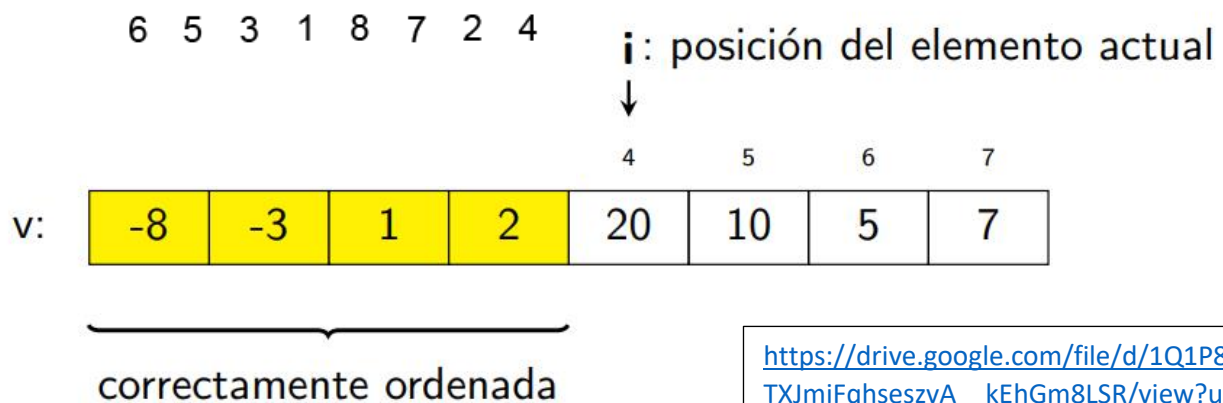 6 5 3 1 8 7 2 4
i: posición del elemento actual
4 5 6 7
v: -8 -3 1 2 20 10 5 7
correctamente ordenada
https://drive.google.com/file/d/1Q1P8